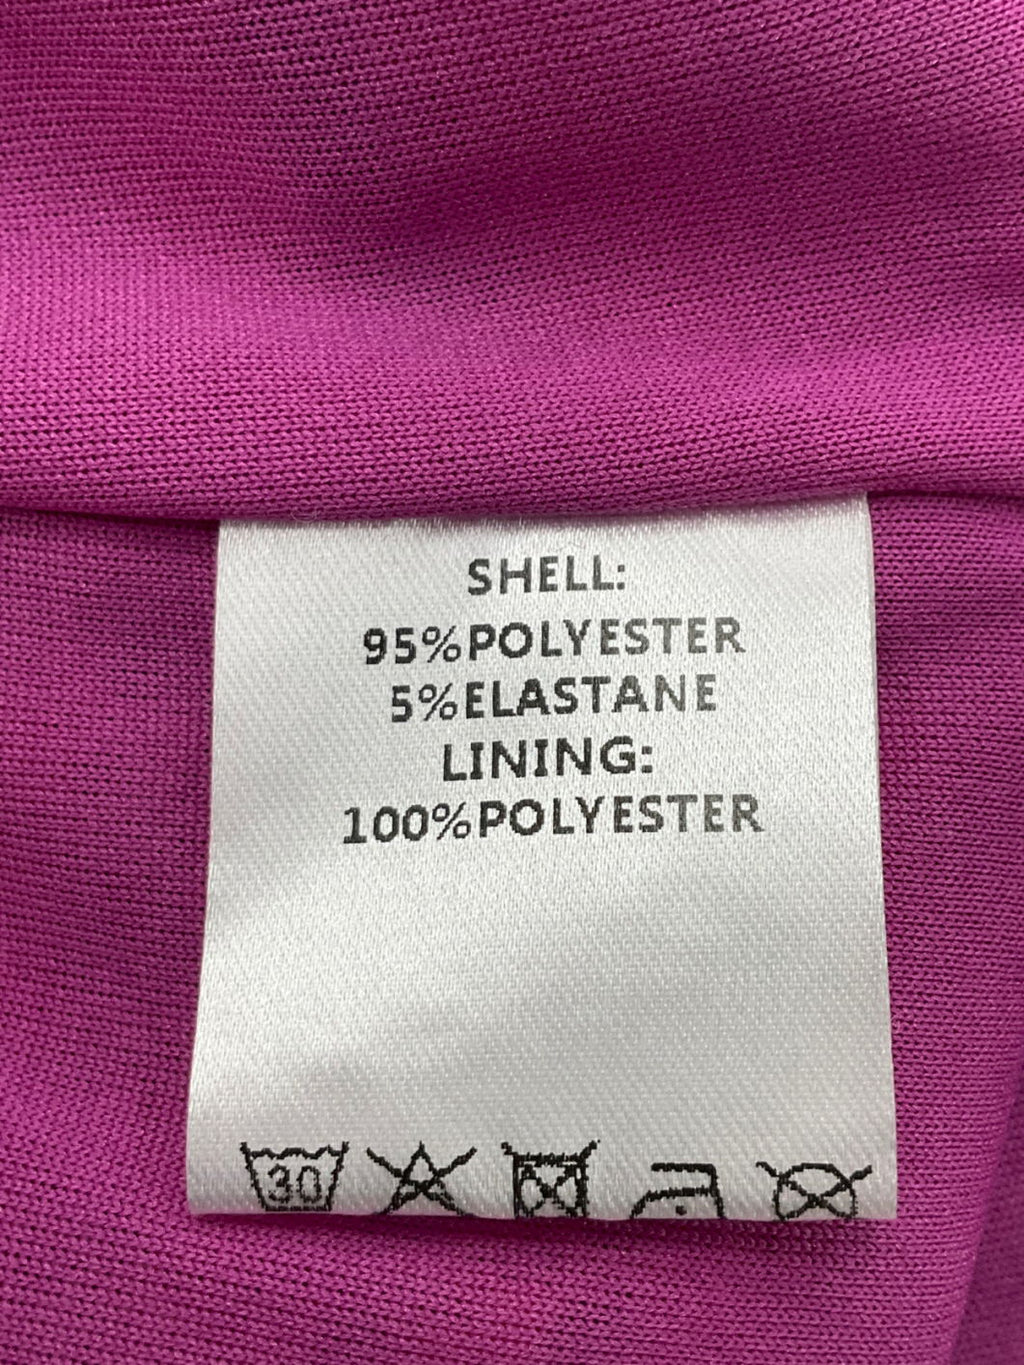 SHELL:
95%POLYESTER
5%ELASTANE
LINING:
100%POLYESTER
30